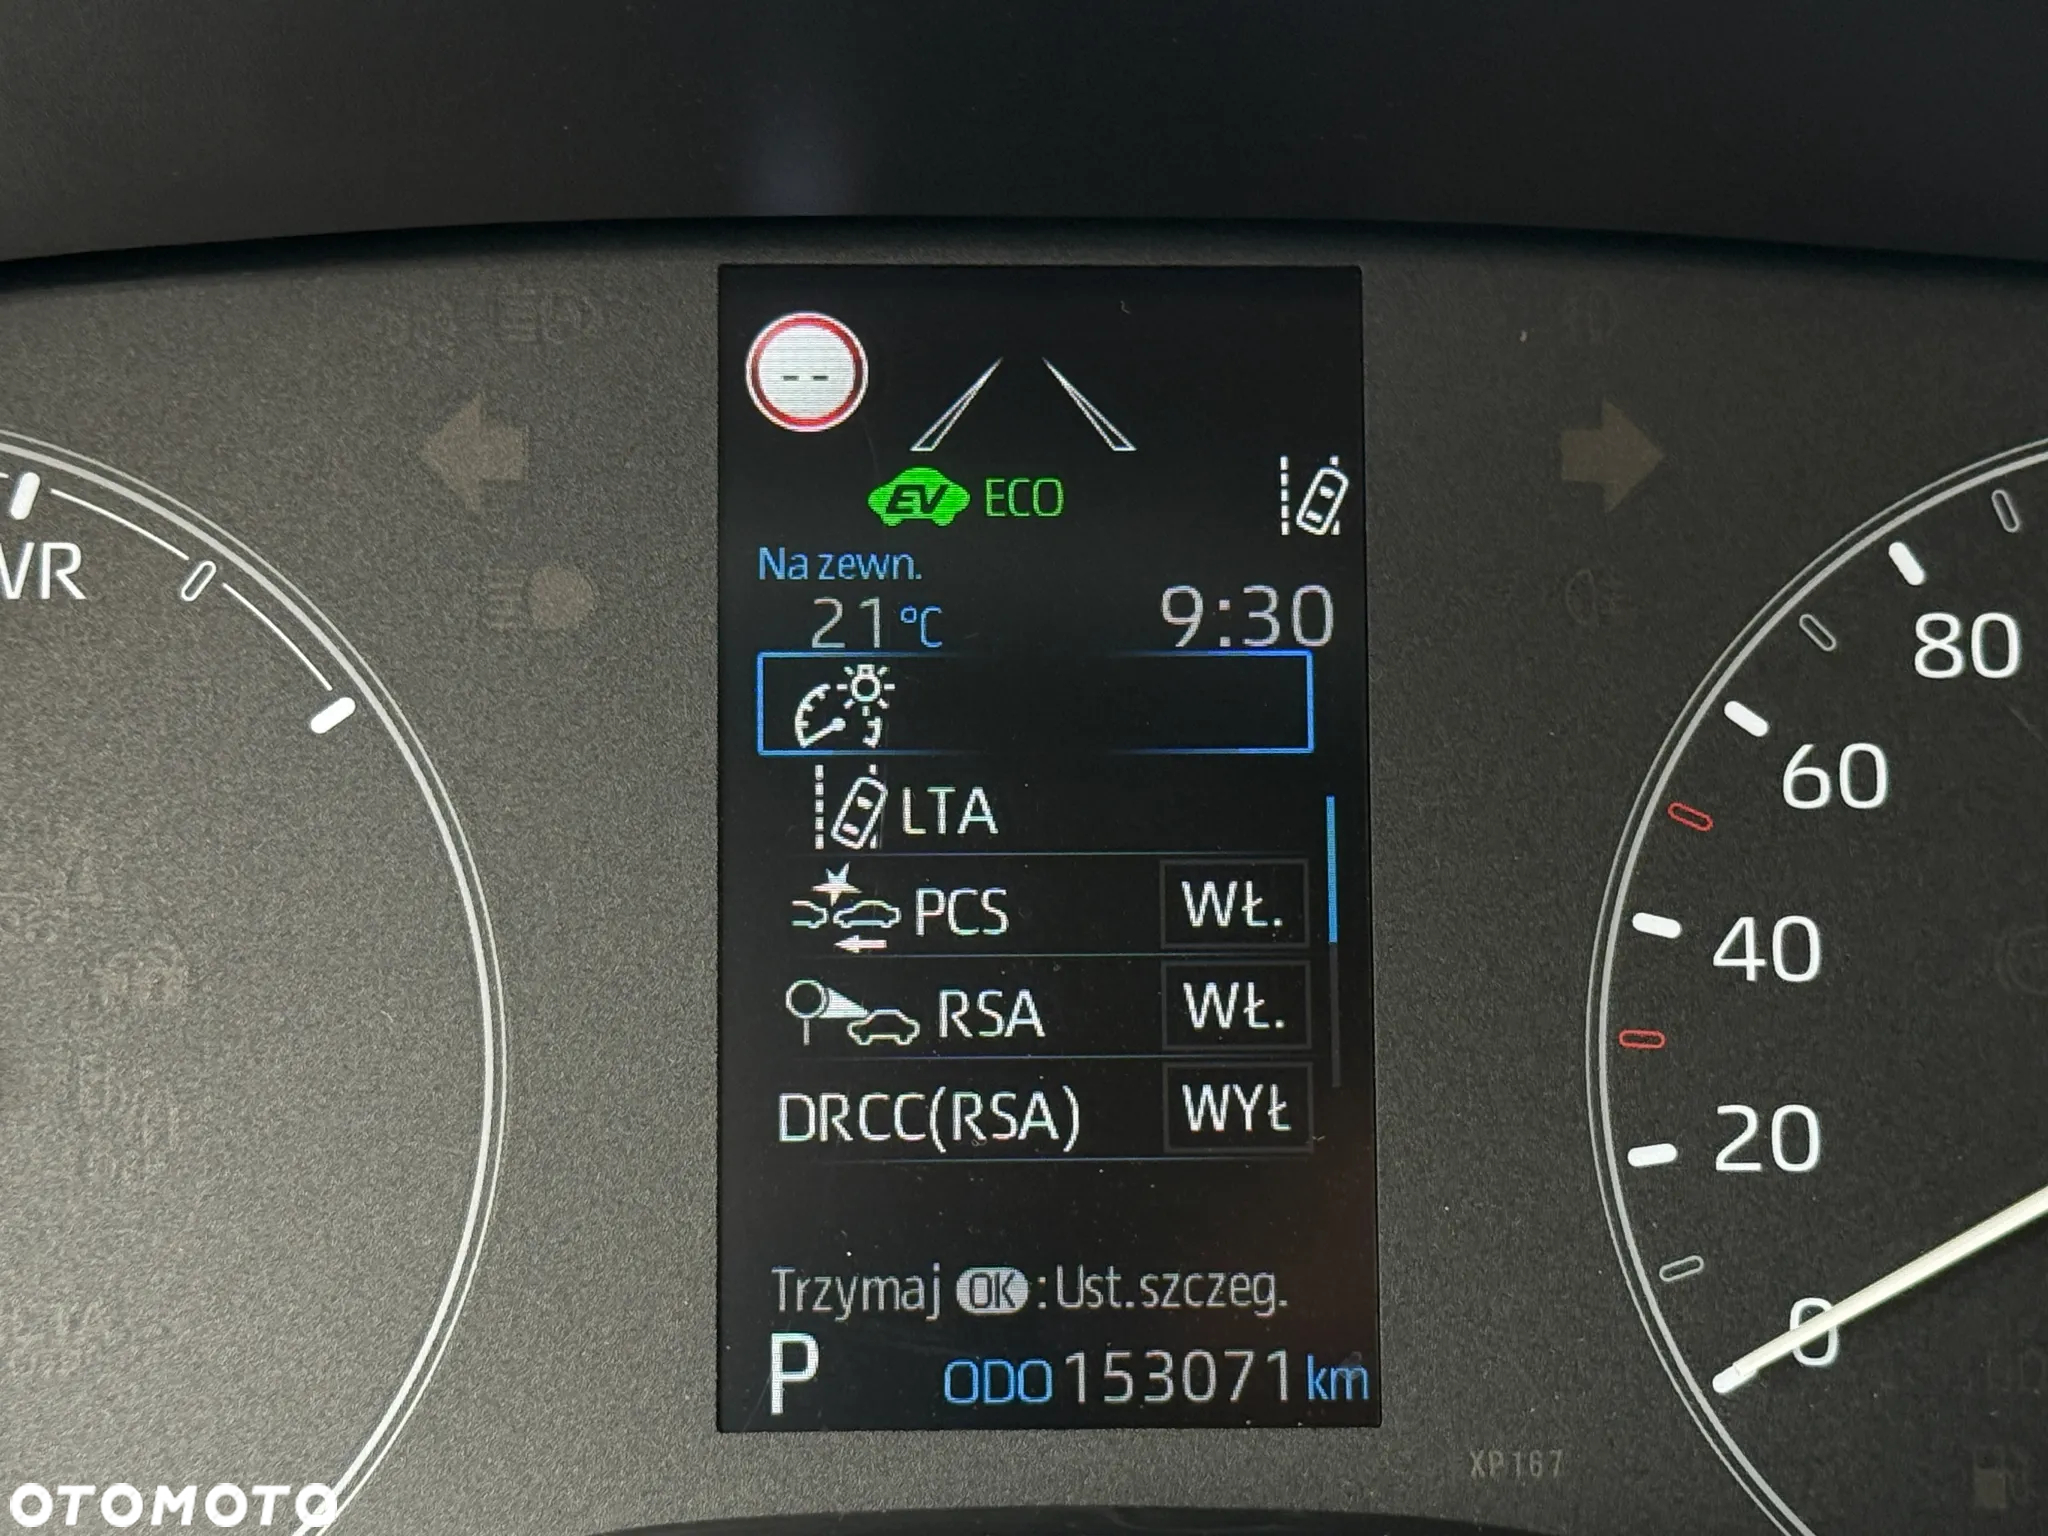 --
EV ECO
Na zewn.
21°C 9:30
WR
80
60
LTA
PCS WŁ.
40
RSA WŁ.
DRCC(RSA) WYŁ
20
Trzymaj OK : Ust. szczeg.
0
P ODO 153071 km
XP167
OTOMOTO